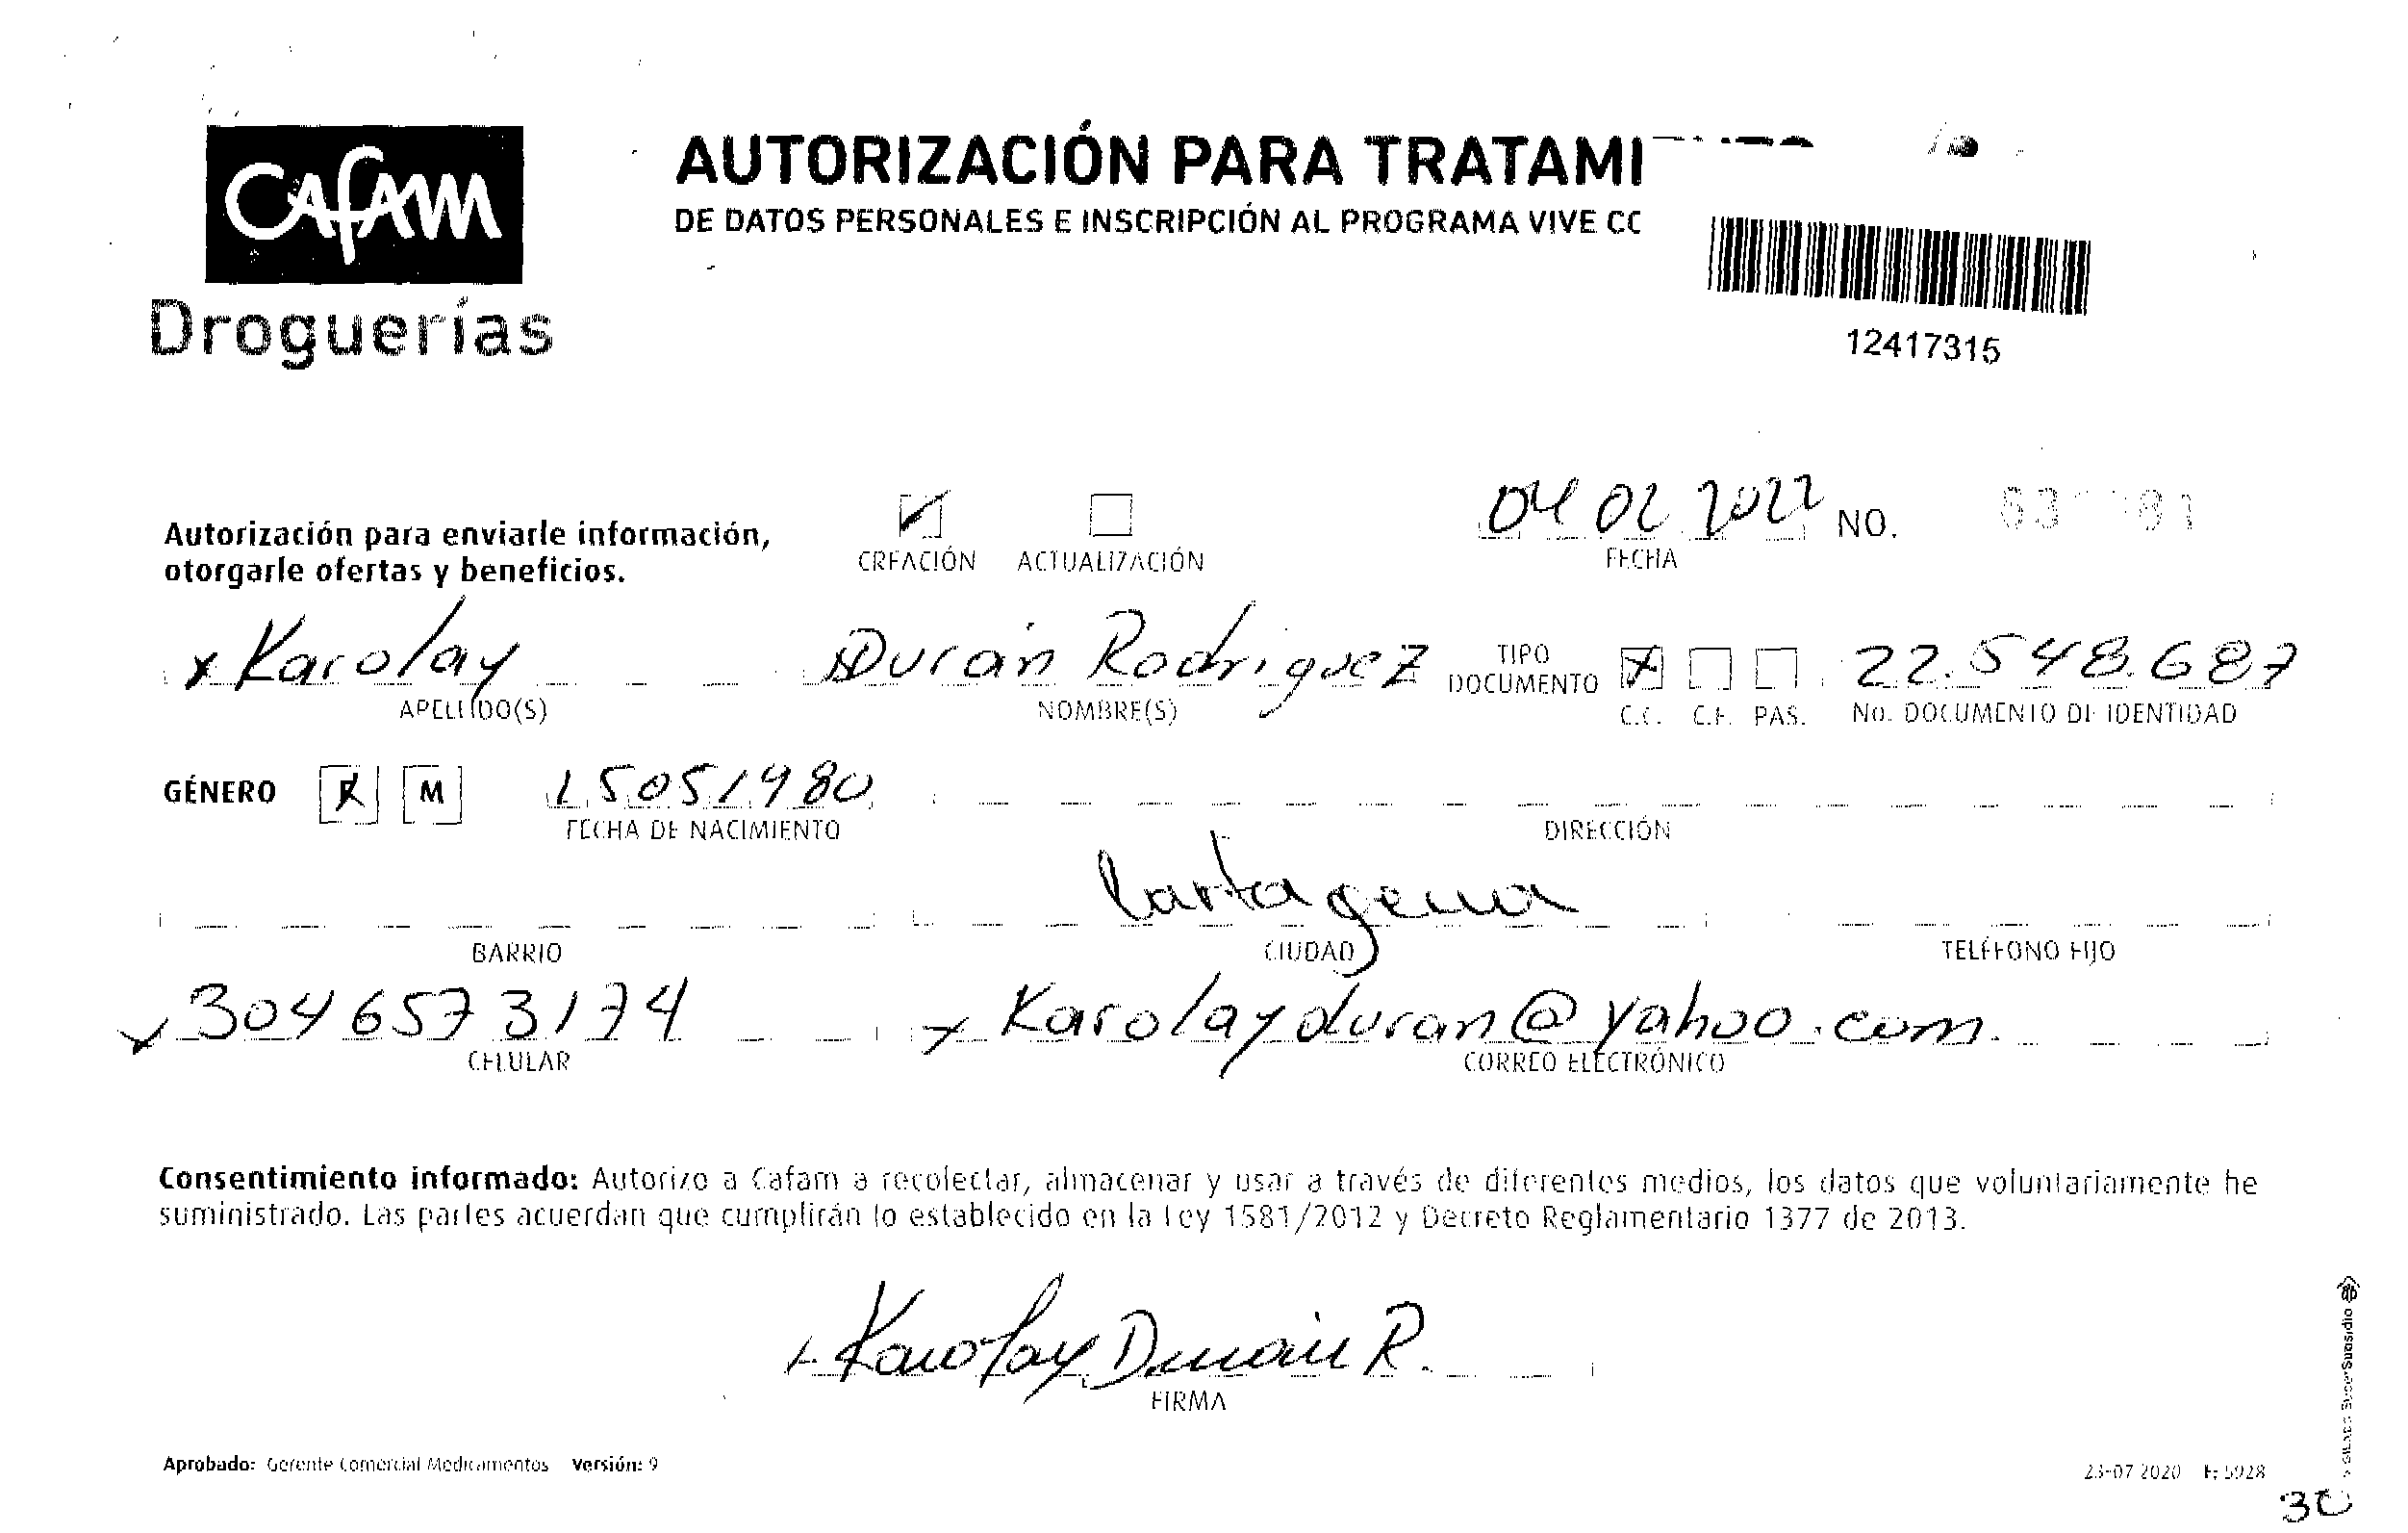 Cafam
Droguerías
AUTORIZACIÓN PARA TRATAMI
DE DATOS PERSONALES E INSCRIPCIÓN AL PROGRAMA VIVE CC
12417315
Autorización para enviarle información,
otorgarle ofertas y beneficios.
CREACIÓN ACTUALIZACIÓN
04 02 2022 NO.
FECHA
x Karolay Durán Rodriguez TIPO DOCUMENTO X 22.548.687
APELLIDO(S) NOMBRE(S) C.C. C.E. PAS. No. DOCUMENTO DE IDENTIDAD
GÉNERO M 15051980
FECHA DE NACIMIENTO DIRECCIÓN
Cartagena
BARRIO CIUDAD TELÉFONO FIJO
x 3046573174 x Karolayduran@yahoo.com.
CELULAR CORREO ELECTRÓNICO
Consentimiento informado: Autorizo a Cafam a recolectar, almacenar y usar a través de diferentes medios, los datos que voluntariamente he
suministrado. Las partes acuerdan que cumplirán lo establecido en la Ley 1581/2012 y Decreto Reglamentario 1377 de 2013.
x Karolay Durán R.
FIRMA
Aprobado: Gerente Comercial Medicamentos Versión: 9
23-07 2020 F: 5928
30